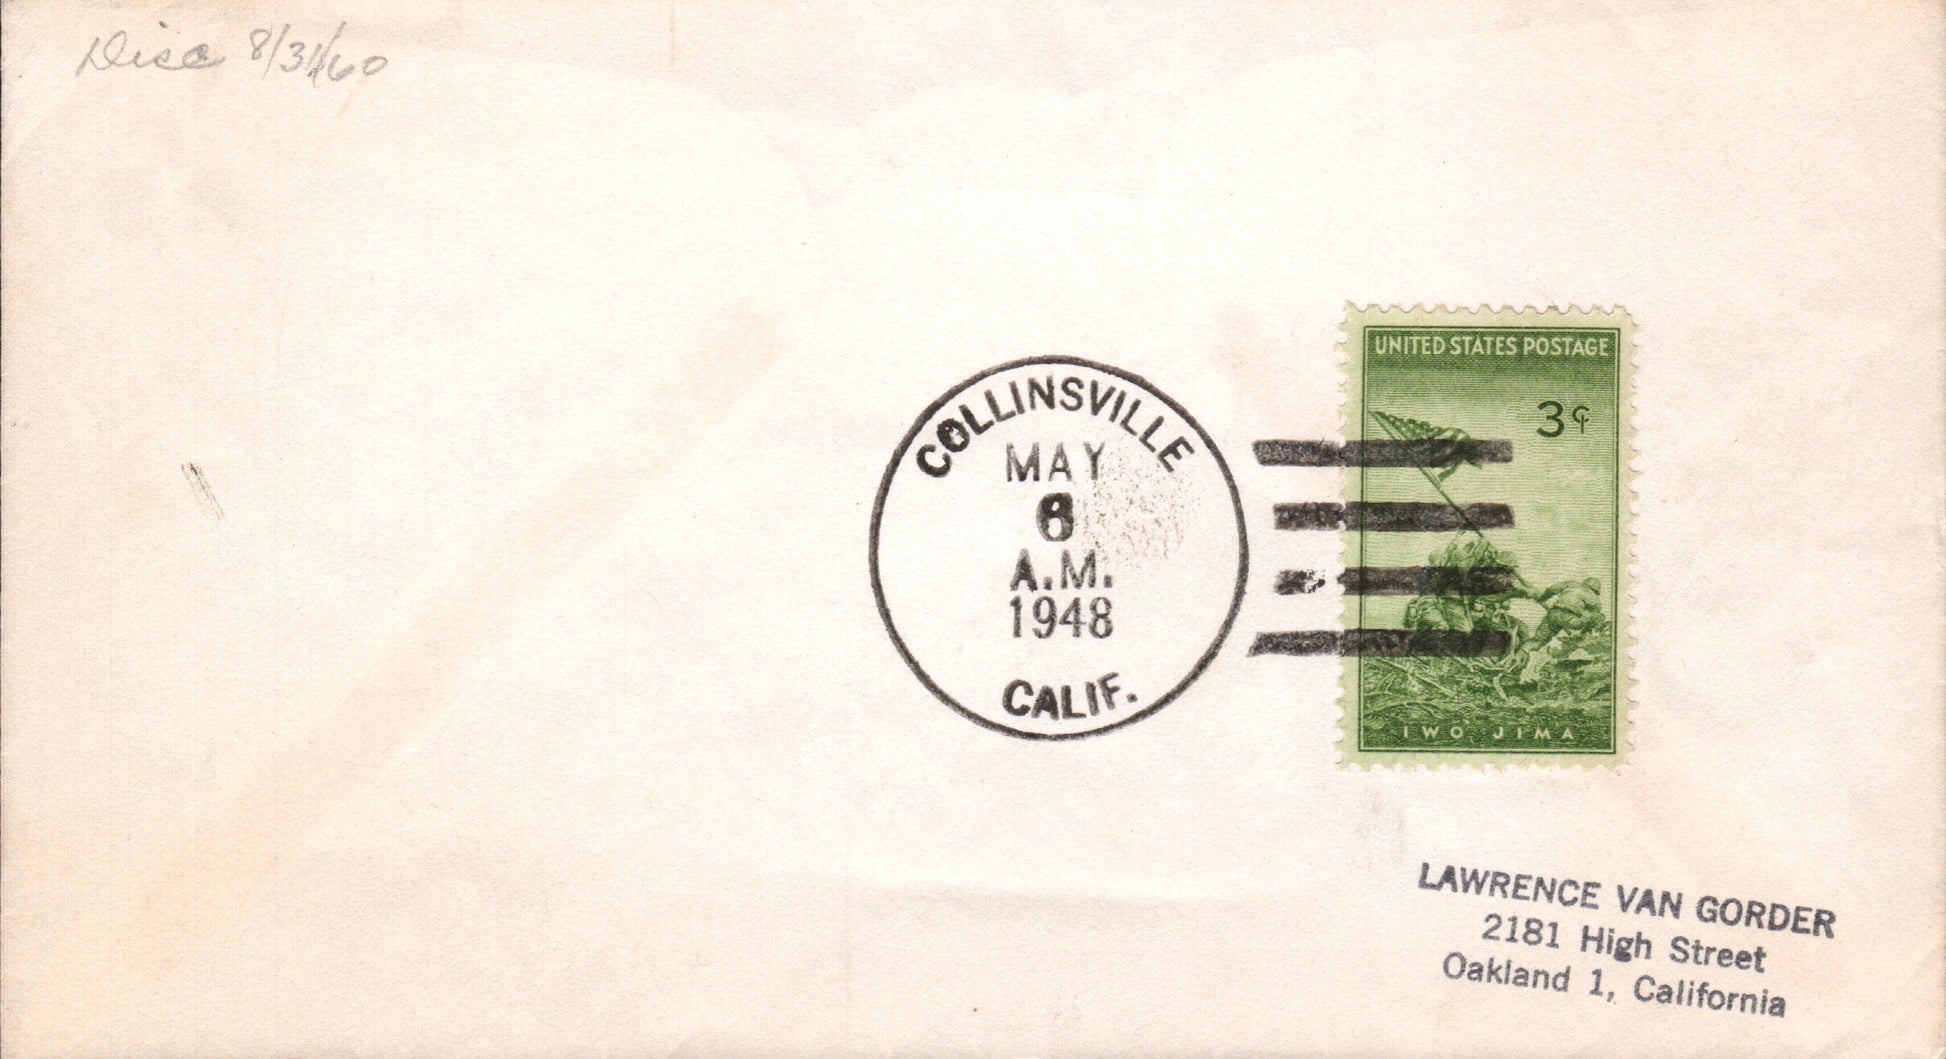 Disc 8/31/60
COLLINSVILLE
MAY
6
A.M.
1948
CALIF.
UNITED STATES POSTAGE
3¢
IWO JIMA
LAWRENCE VAN GORDER
2181 High Street
Oakland 1, California